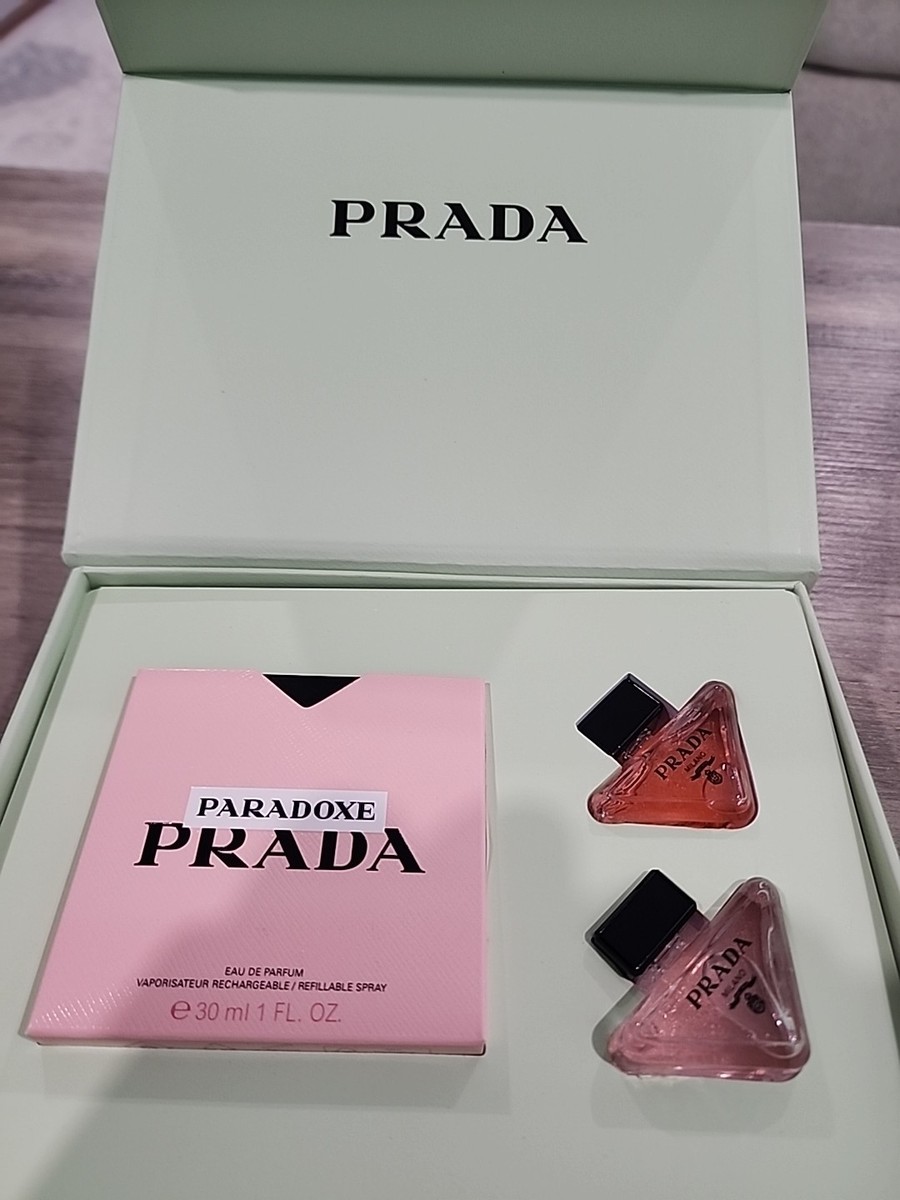 PRADA
PARADOXE
PRADA
EAU DE PARFUM
VAPORISATEUR RECHARGEABLE / REFILLABLE SPRAY
℮ 30 ml 1 FL. OZ.
PRADA
MILANO
PRADA
MILANO